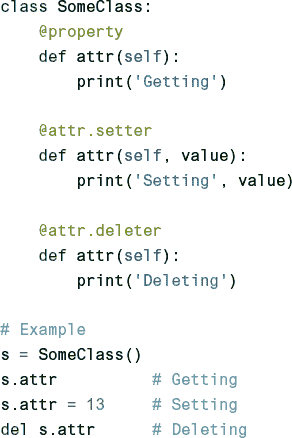 class SomeClass:
    @property
    def attr(self):
        print('Getting')

    @attr.setter
    def attr(self, value):
        print('Setting', value)

    @attr.deleter
    def attr(self):
        print('Deleting')

# Example
s = SomeClass()
s.attr          # Getting
s.attr = 13     # Setting
del s.attr      # Deleting